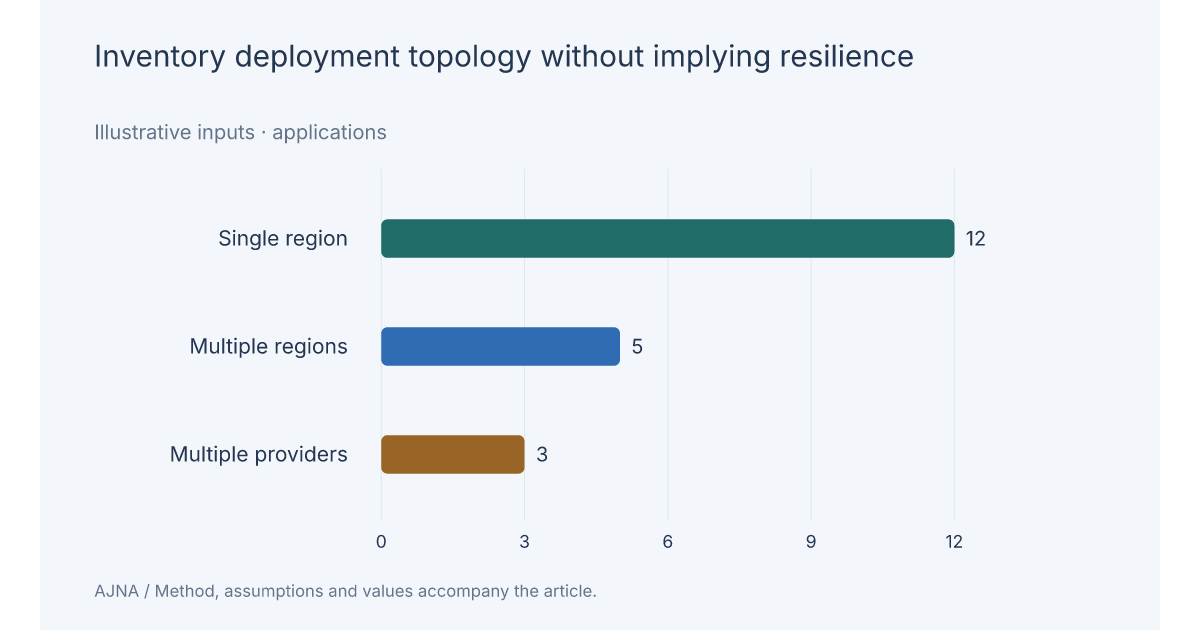 Inventory deployment topology without implying resilience
Illustrative inputs · applications
Single region 12
Multiple regions 5
Multiple providers 3
0 3 6 9 12
AJNA / Method, assumptions and values accompany the article.